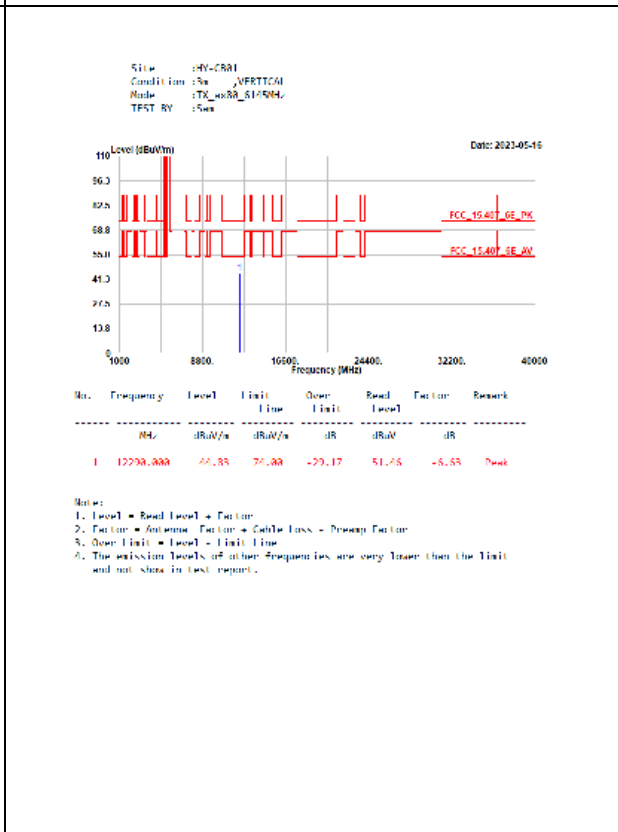 Site :HY-CB01
Condition :3m ,VERTICAL
Mode :TX_ax80_6145MHz
TEST BY :Sam
Level (dBuV/m)
Date: 2023-05-16
110
96.3
82.5
FCC_15.407_6E_PK
68.8
55.0
FCC_15.407_6E_AV
41.3
1
27.5
13.8
0
1000 8800. 16600. 24400. 32200. 40000
Frequency (MHz)
No. Frequency Level Limit Over Read Factor Remark
Line Limit Level
MHz dBuV/m dBuV/m dB dBuV dB
1 12290.000 44.83 74.00 -29.17 51.46 -6.63 Peak
Note:
1. Level = Read Level + Factor
2. Factor = Antenna Factor + Cable Loss - Preamp Factor
3. Over Limit = Level - Limit Line
4. The emission levels of other frequencies are very lower than the limit
and not show in test report.